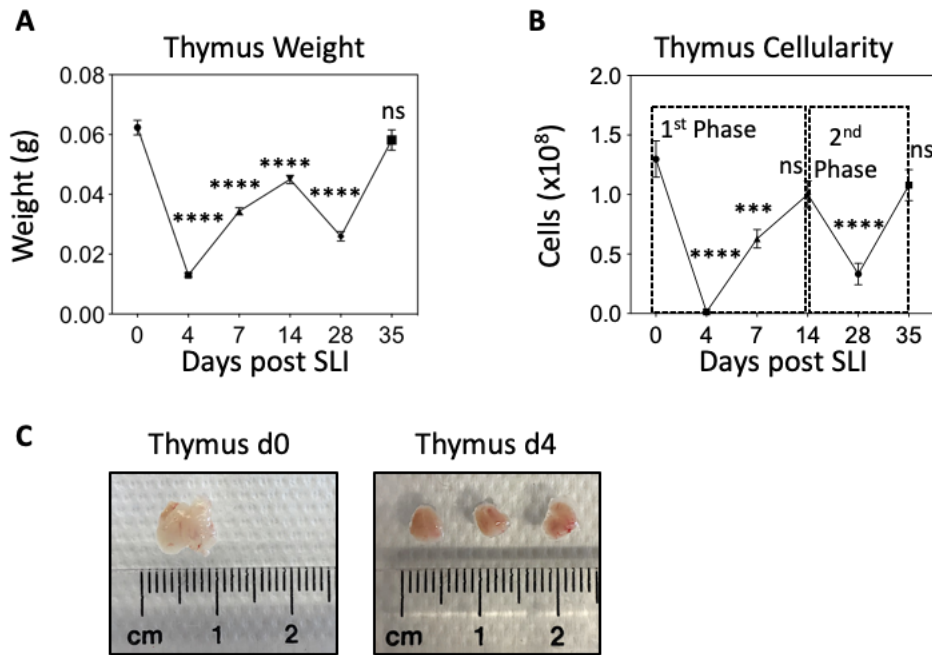 A
Thymus Weight
0.08
0.06
0.04
0.02
0.00
Weight (g)
****
****
****
****
ns
0 4 7 14 28 35
Days post SLI
B
Thymus Cellularity
2.0
1.5
1.0
0.5
0.0
Cells (x10⁸)
1st Phase
2nd
Phase
****
***
ns
****
ns
0 4 7 14 28 35
Days post SLI
C
Thymus d0
cm 1 2
Thymus d4
cm 1 2